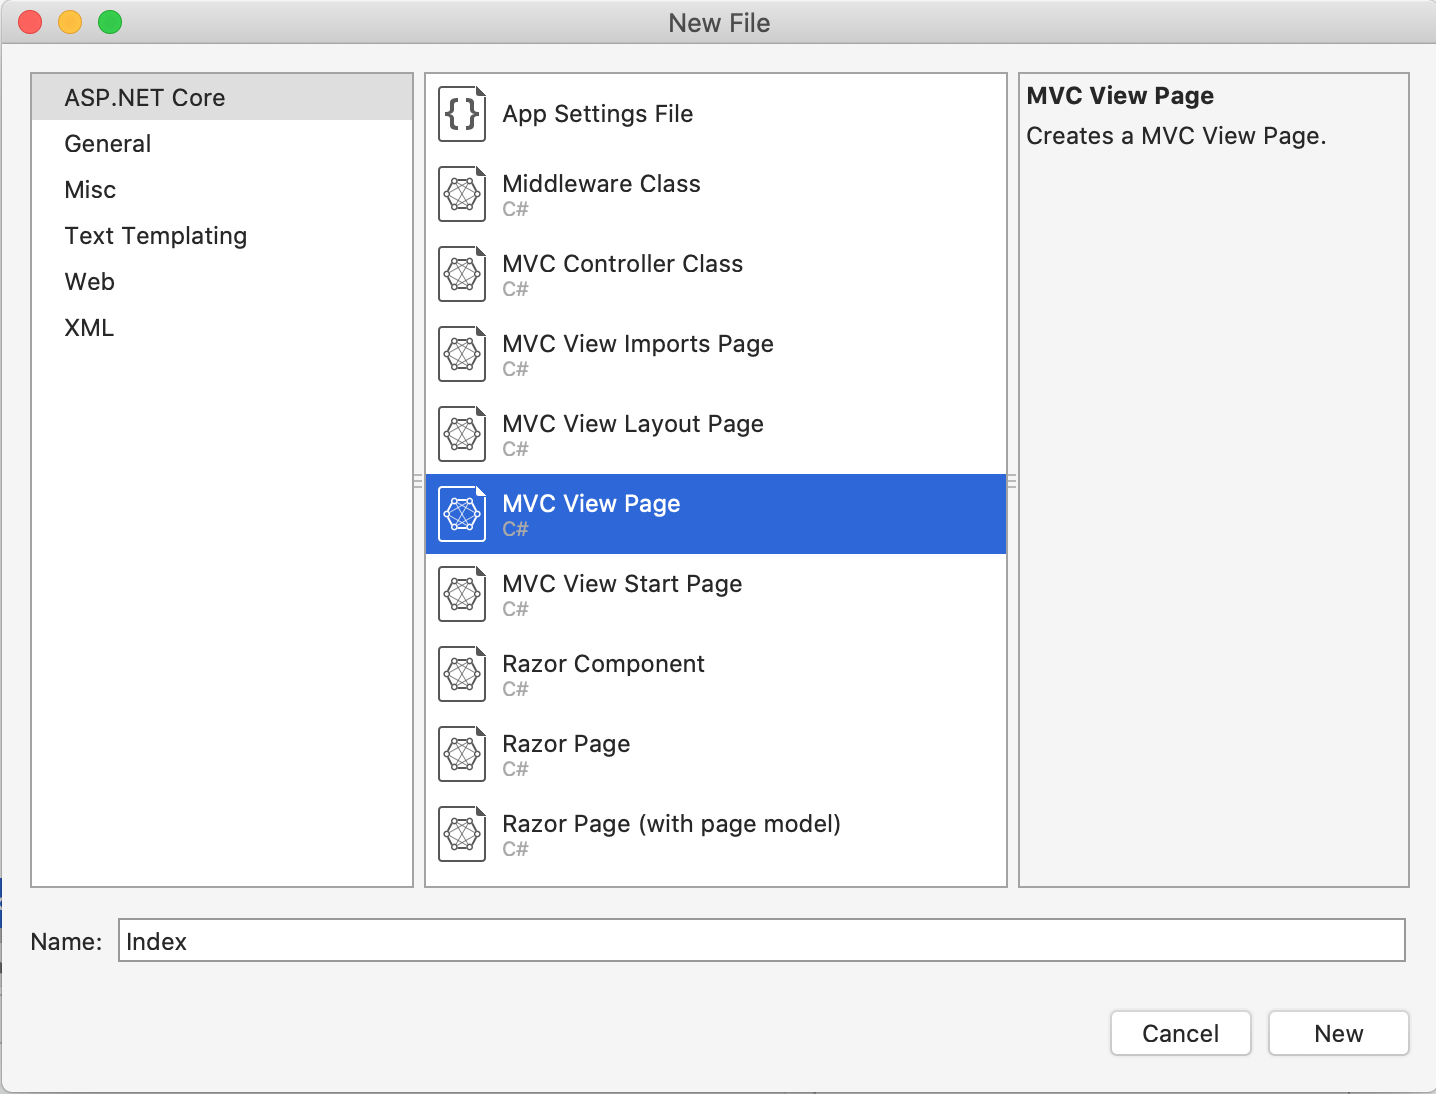 New File
ASP.NET Core
General
Misc
Text Templating
Web
XML
{}
App Settings File
Middleware Class
C#
MVC Controller Class
C#
MVC View Imports Page
C#
MVC View Layout Page
C#
MVC View Page
C#
MVC View Start Page
C#
Razor Component
C#
Razor Page
C#
Razor Page (with page model)
C#
MVC View Page
Creates a MVC View Page.
Name: Index
Cancel New